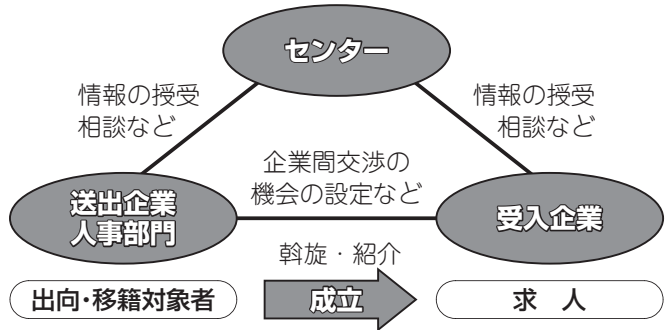 センター
情報の授受
相談など
情報の授受
相談など
企業間交渉の
機会の設定など
送出企業
人事部門
受入企業
斡旋・紹介
出向・移籍対象者
成立
求　人